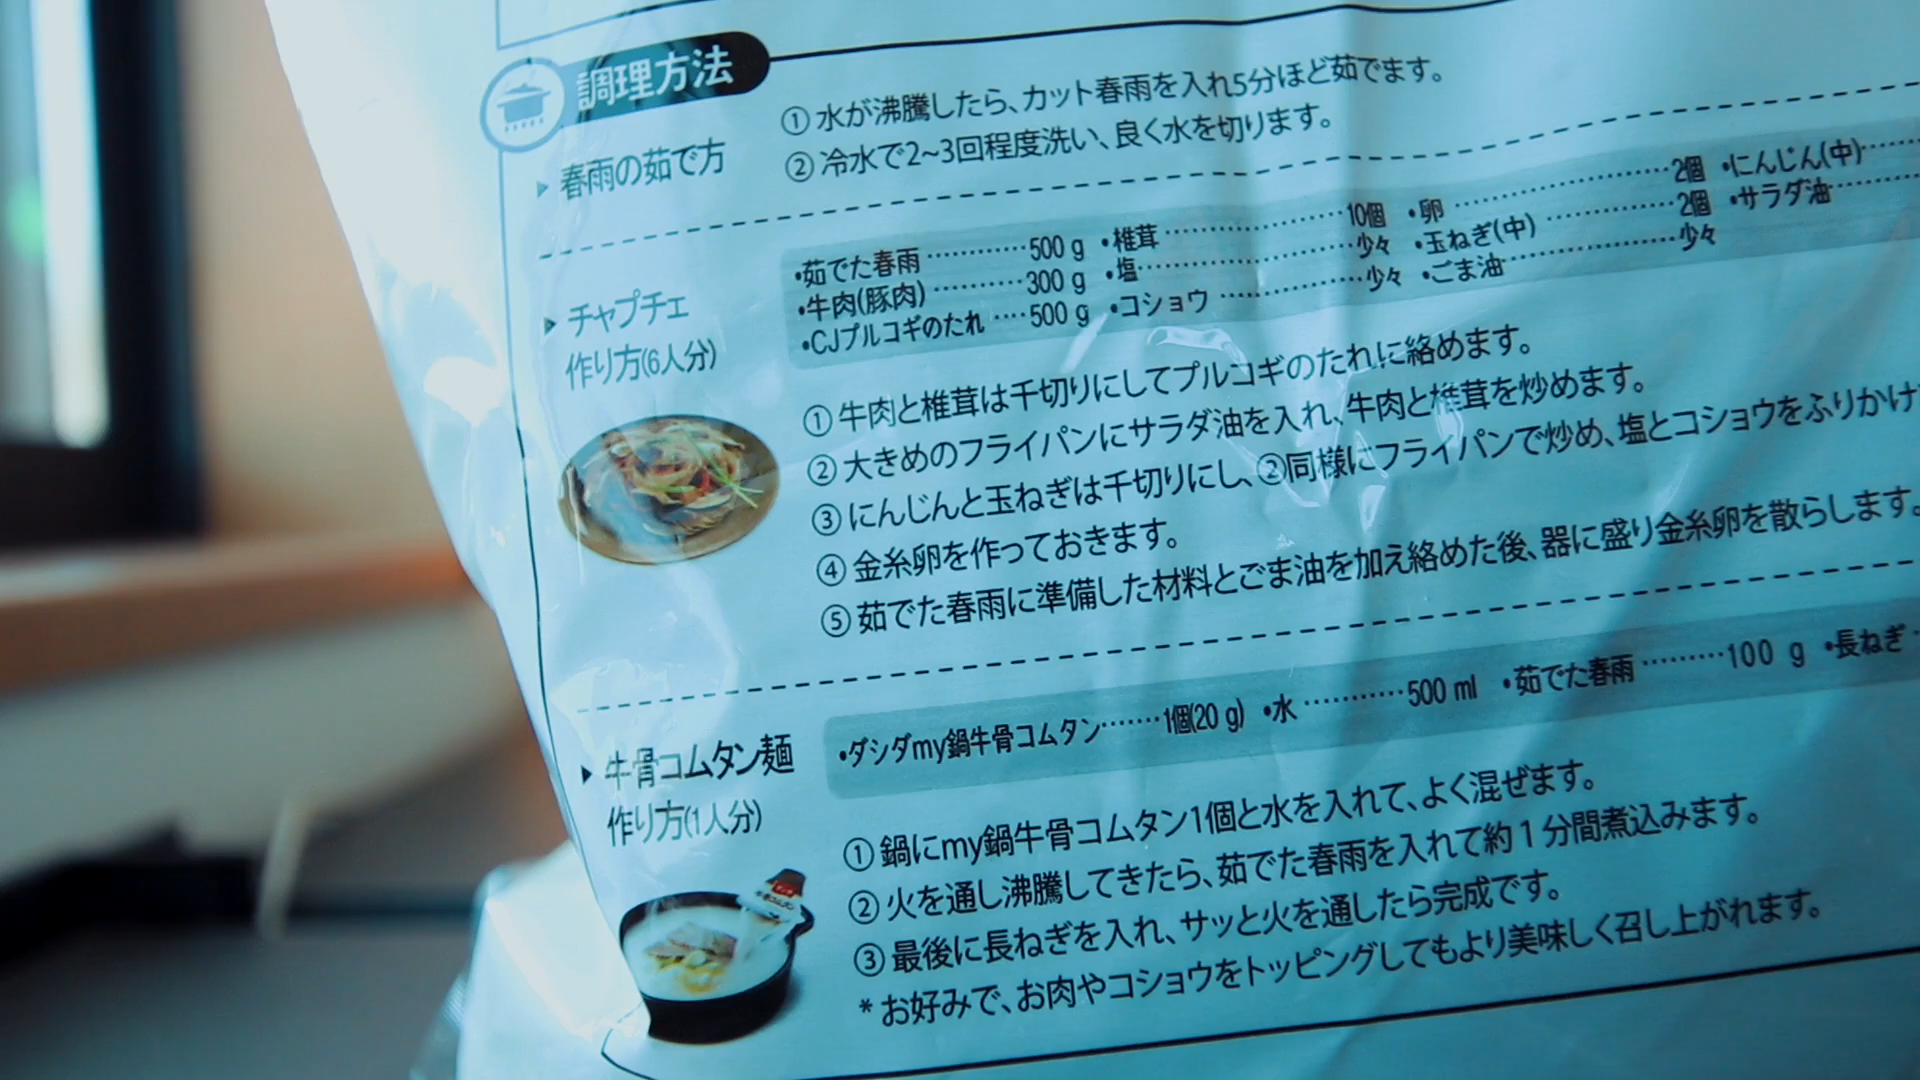 調理方法
▶ 春雨の茹で方
① 水が沸騰したら、カット春雨を入れ5分ほど茹でます。
② 冷水で2~3回程度洗い、良く水を切ります。
▶ チャプチェ
作り方(6人分)
•茹でた春雨 ··········· 500 g •椎茸 ···················· 10個 •卵 ························ 2個 •にんじん(中)·······
•牛肉(豚肉) ·········· 300 g •塩························ 少々 •玉ねぎ(中) ·············· 2個 •サラダ油·········
•CJプルコギのたれ ···· 500 g •コショウ ················ 少々 •ごま油··················· 少々
① 牛肉と椎茸は千切りにしてプルコギのたれに絡めます。
② 大きめのフライパンにサラダ油を入れ、牛肉と椎茸を炒めます。
③ にんじんと玉ねぎは千切りにし、②同様にフライパンで炒め、塩とコショウをふりかけ
④ 金糸卵を作っておきます。
⑤ 茹でた春雨に準備した材料とごま油を加え絡めた後、器に盛り金糸卵を散らします。
▶ 牛骨コムタン麺
作り方(1人分)
•ダシダmy鍋牛骨コムタン······· 1個(20 g) •水 ··········· 500 ml •茹でた春雨 ········· 100 g •長ねぎ
① 鍋にmy鍋牛骨コムタン1個と水を入れて、よく混ぜます。
② 火を通し沸騰してきたら、茹でた春雨を入れて約1分間煮込みます。
③ 最後に長ねぎを入れ、サッと火を通したら完成です。
* お好みで、お肉やコショウをトッピングしてもより美味しく召し上がれます。